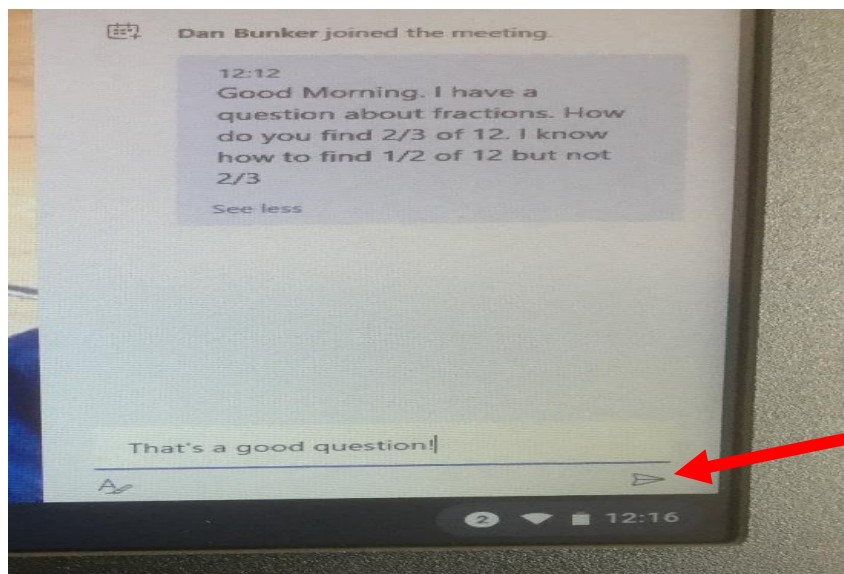 Dan Bunker joined the meeting.
12:12
Good Morning. I have a
question about fractions. How
do you find 2/3 of 12. I know
how to find 1/2 of 12 but not
2/3
See less
That's a good question!
2 12:16